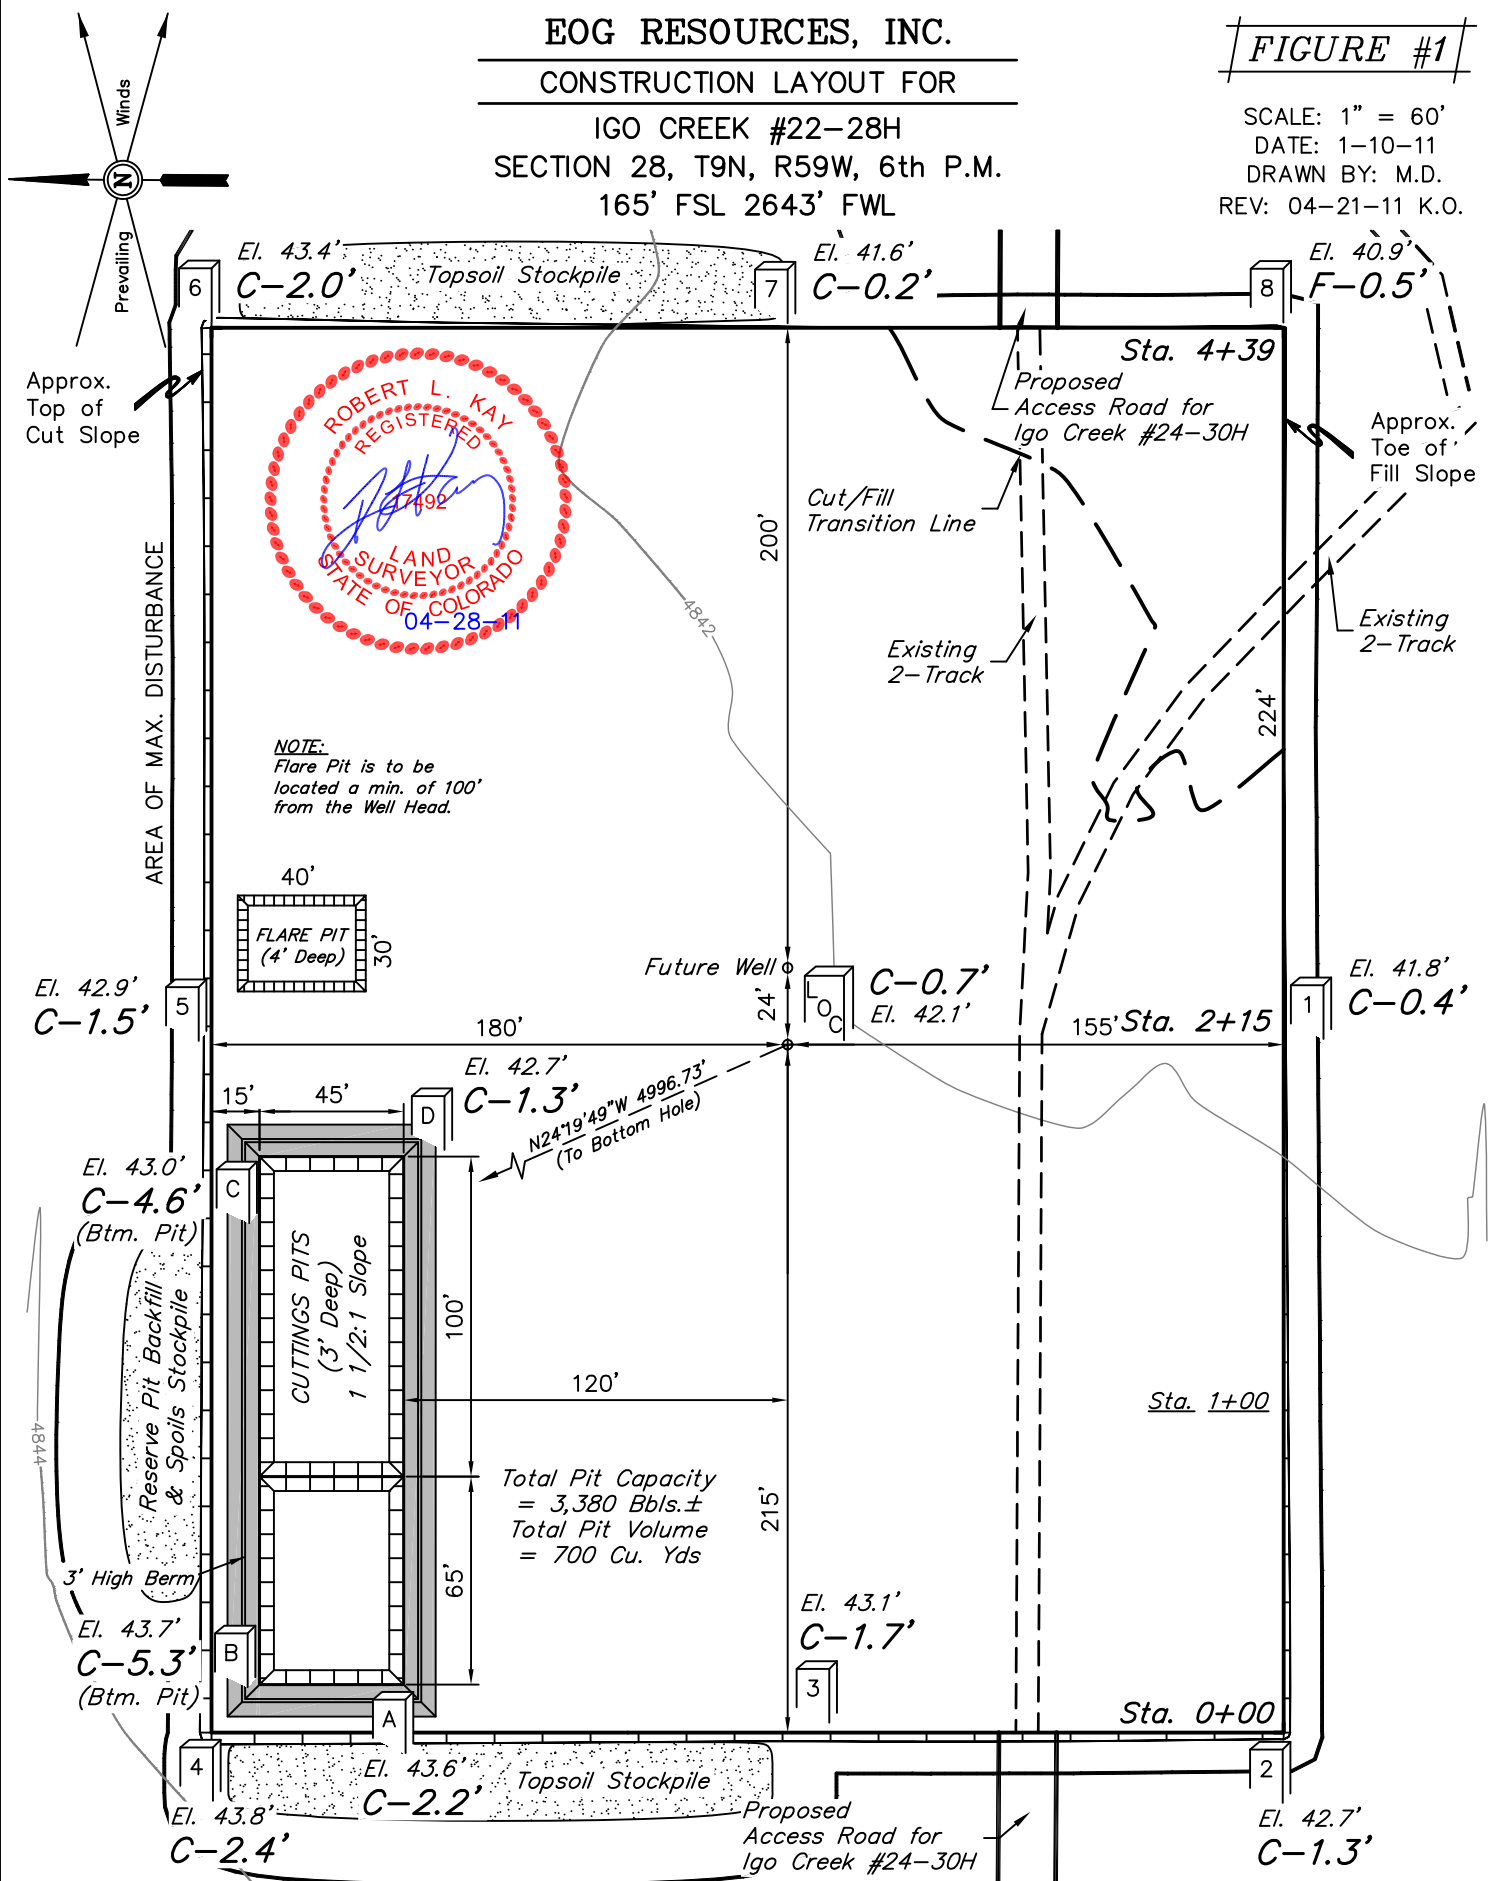 EOG RESOURCES, INC.
CONSTRUCTION LAYOUT FOR
IGO CREEK #22-28H
SECTION 28, T9N, R59W, 6th P.M.
165' FSL 2643' FWL
FIGURE #1
SCALE: 1" = 60'
DATE: 1-10-11
DRAWN BY: M.D.
REV: 04-21-11 K.O.
Winds
N
Prevailing
6
El. 43.4'
C-2.0'
Topsoil Stockpile
7
El. 41.6'
C-0.2'
8
El. 40.9'
F-0.5'
Sta. 4+39
Approx.
Top of
Cut Slope
Proposed
Access Road for
Igo Creek #24-30H
Approx.
Toe of
Fill Slope
ROBERT L. KAY
REGISTERED
17492
LAND
SURVEYOR
STATE OF COLORADO
04-28-11
Cut/Fill
Transition Line
200'
AREA OF MAX. DISTURBANCE
4842
Existing
2-Track
Existing
2-Track
224'
NOTE:
Flare Pit is to be
located a min. of 100'
from the Well Head.
40'
FLARE PIT
(4' Deep)
30'
Future Well
24'
LOC
C-0.7'
El. 42.1'
El. 42.9'
C-1.5'
5
1
El. 41.8'
C-0.4'
180'
155'
Sta. 2+15
El. 42.7'
C-1.3'
D
15'
45'
N24°19'49"W 4996.73'
(To Bottom Hole)
El. 43.0'
C-4.6'
(Btm. Pit)
C
CUTTINGS PITS
(3' Deep)
1 1/2:1 Slope
100'
120'
Sta. 1+00
Reserve Pit Backfill
& Spoils Stockpile
4844
Total Pit Capacity
= 3,380 Bbls.±
Total Pit Volume
= 700 Cu. Yds
215'
65'
3' High Berm
El. 43.7'
C-5.3'
(Btm. Pit)
B
El. 43.1'
C-1.7'
3
A
Sta. 0+00
4
El. 43.8'
C-2.4'
El. 43.6'
C-2.2'
Topsoil Stockpile
Proposed
Access Road for
Igo Creek #24-30H
2
El. 42.7'
C-1.3'